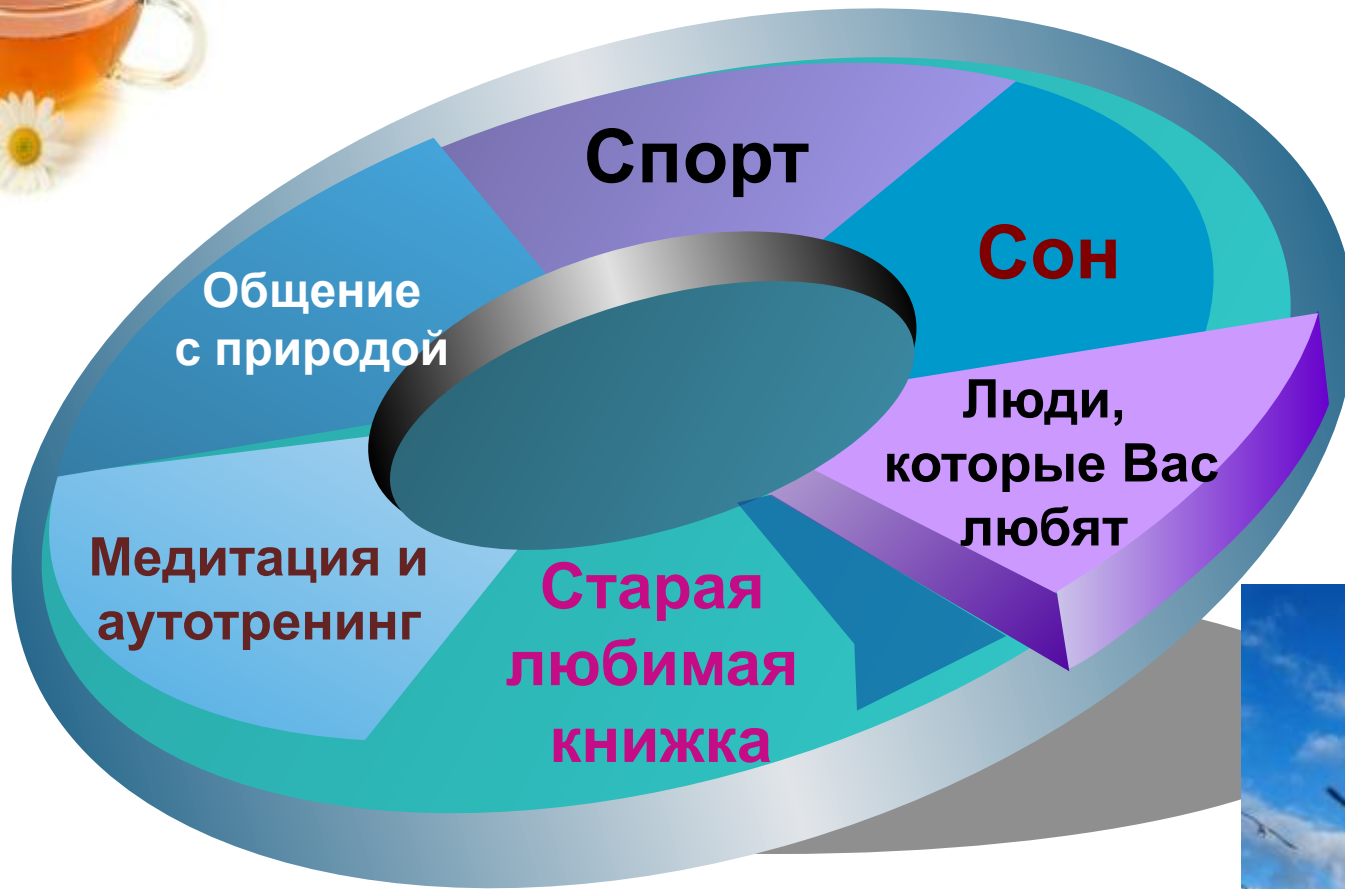 Спорт
Сон
Общение
с природой
Люди,
которые Вас
любят
Медитация и
аутотренинг
Старая
любимая
книжка